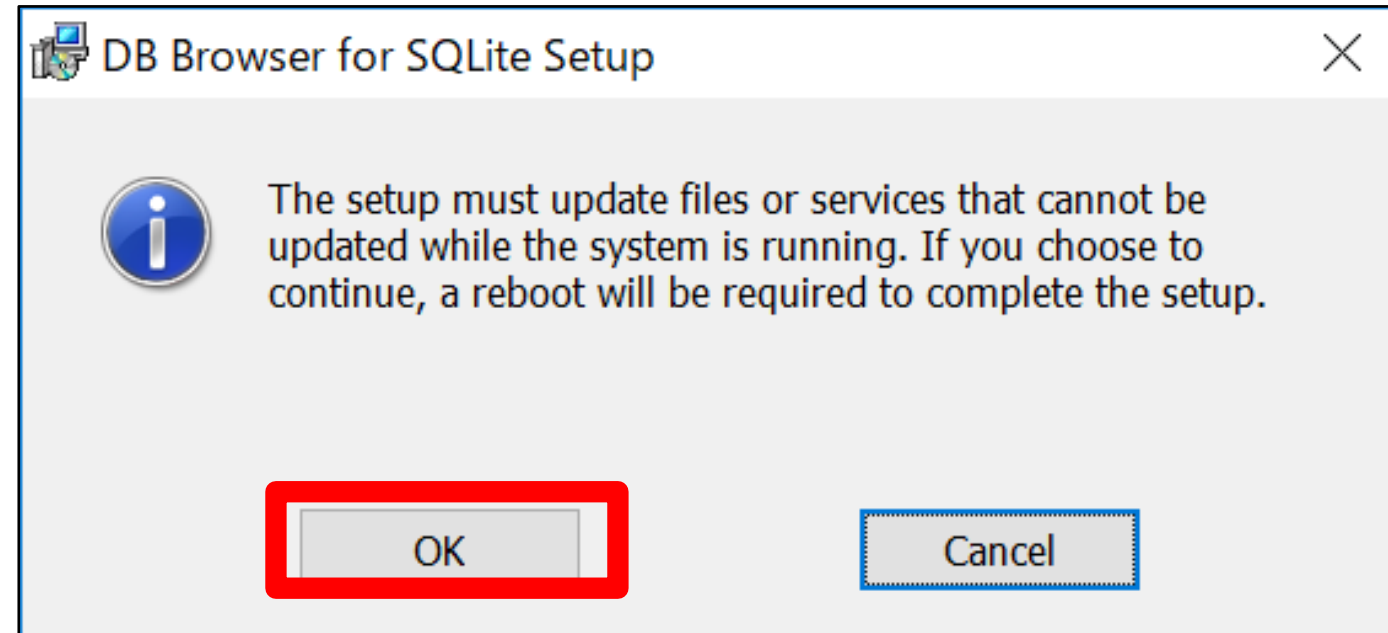 DB Browser for SQLite Setup
The setup must update files or services that cannot be
updated while the system is running. If you choose to
continue, a reboot will be required to complete the setup.
OK
Cancel